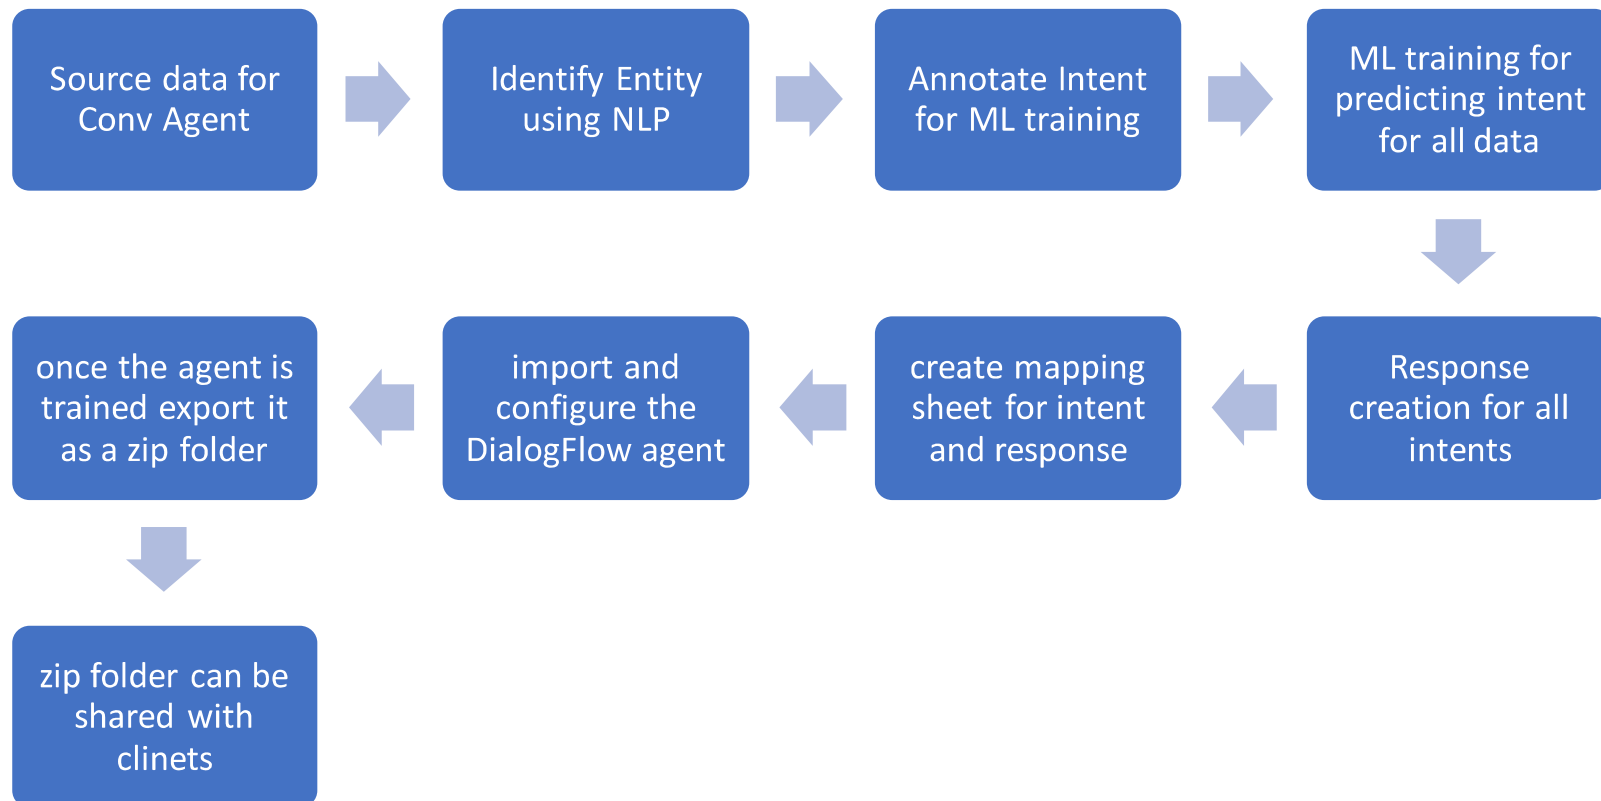 Source data for
Conv Agent
Identify Entity
using NLP
Annotate Intent
for ML training
ML training for
predicting intent
for all data
Response
creation for all
intents
create mapping
sheet for intent
and response
import and
configure the
DialogFlow agent
once the agent is
trained export it
as a zip folder
zip folder can be
shared with
clinets